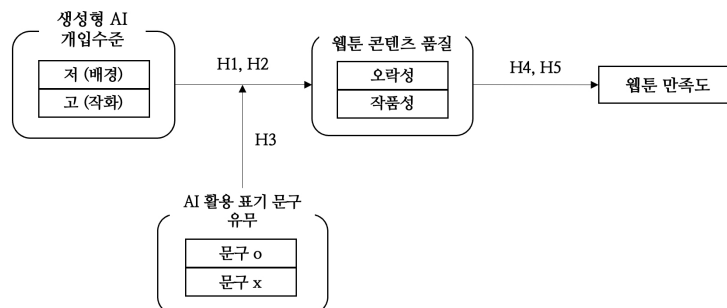 생성형 AI
개입수준
저 (배경)
고 (작화)
H1, H2
웹툰 콘텐츠 품질
오락성
작품성
H4, H5
웹툰 만족도
H3
AI 활용 표기 문구
유무
문구 o
문구 x